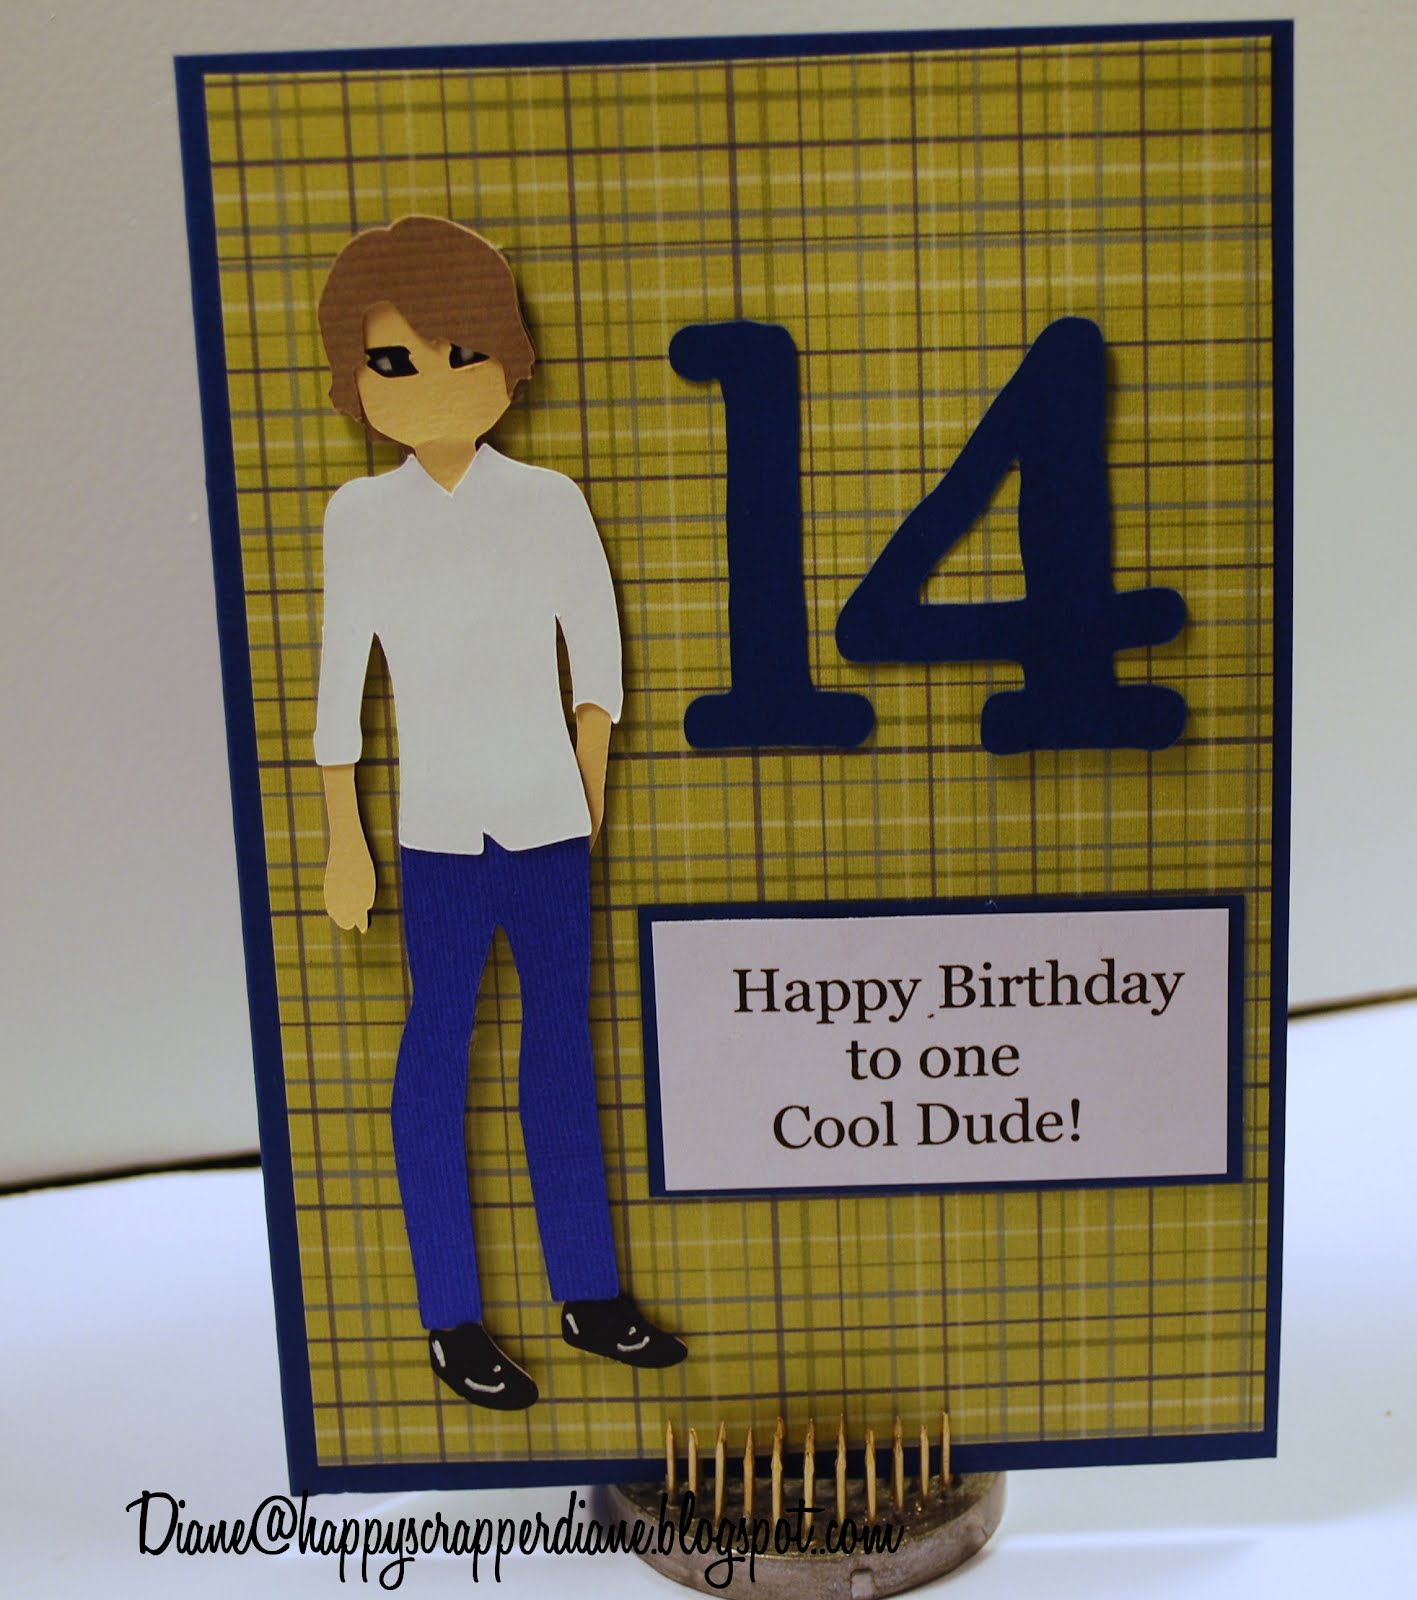 14
Happy Birthday
to one
Cool Dude!
Diane@happyscrapperdiane.blogspot.com